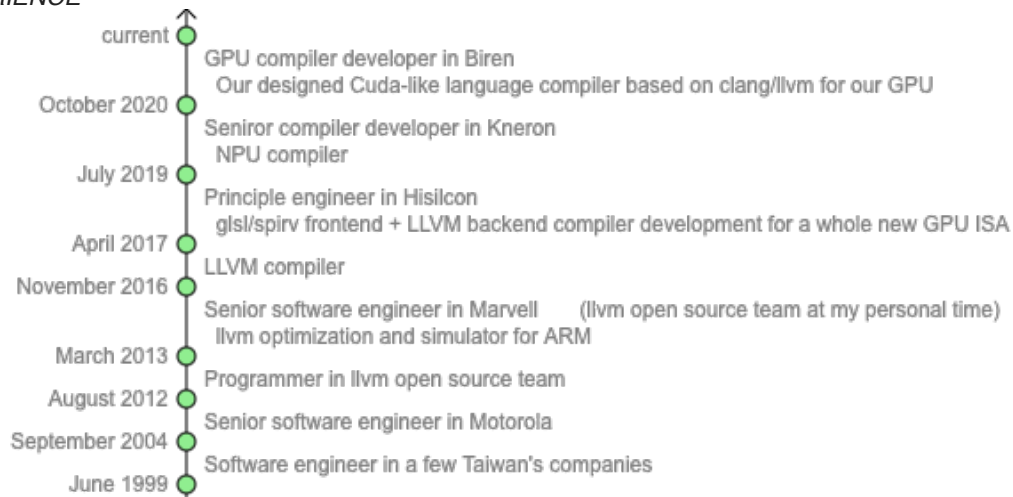 current
GPU compiler developer in Biren
Our designed Cuda-like language compiler based on clang/llvm for our GPU
October 2020
Seniror compiler developer in Kneron
NPU compiler
July 2019
Principle engineer in Hisilcon
glsl/spirv frontend + LLVM backend compiler development for a whole new GPU ISA
April 2017
LLVM compiler
November 2016
Senior software engineer in Marvell (llvm open source team at my personal time)
llvm optimization and simulator for ARM
March 2013
Programmer in llvm open source team
August 2012
Senior software engineer in Motorola
September 2004
Software engineer in a few Taiwan's companies
June 1999